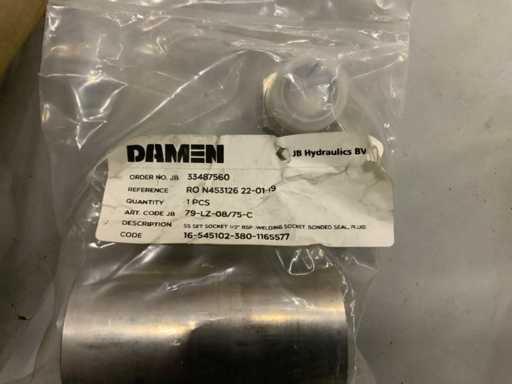 DAMEN
JB Hydraulics BV
ORDER NO. JB 33487560
REFERENCE RO N453126 22-01-19
QUANTITY 1 PCS
ART. CODE JB 79-LZ-08/75-C
DESCRIPTION SS SET SOCKET 1/2" BSP .WELDING SOCKET, BONDED SEAL, PLUG
CODE 16-545102-380-1165577